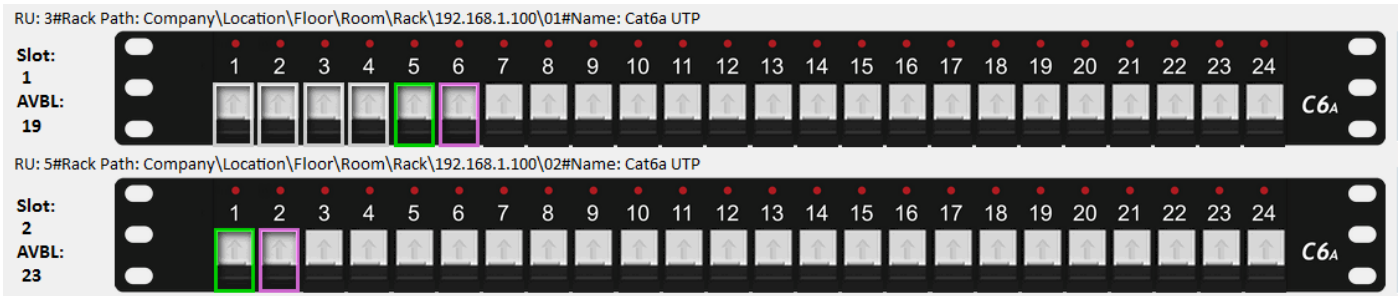 RU: 3#Rack Path: Company\Location\Floor\Room\Rack\192.168.1.100\01#Name: Cat6a UTP
Slot:
1
AVBL:
19
1 2 3 4 5 6 7 8 9 10 11 12 13 14 15 16 17 18 19 20 21 22 23 24
C6A
RU: 5#Rack Path: Company\Location\Floor\Room\Rack\192.168.1.100\02#Name: Cat6a UTP
Slot:
2
AVBL:
23
1 2 3 4 5 6 7 8 9 10 11 12 13 14 15 16 17 18 19 20 21 22 23 24
C6A